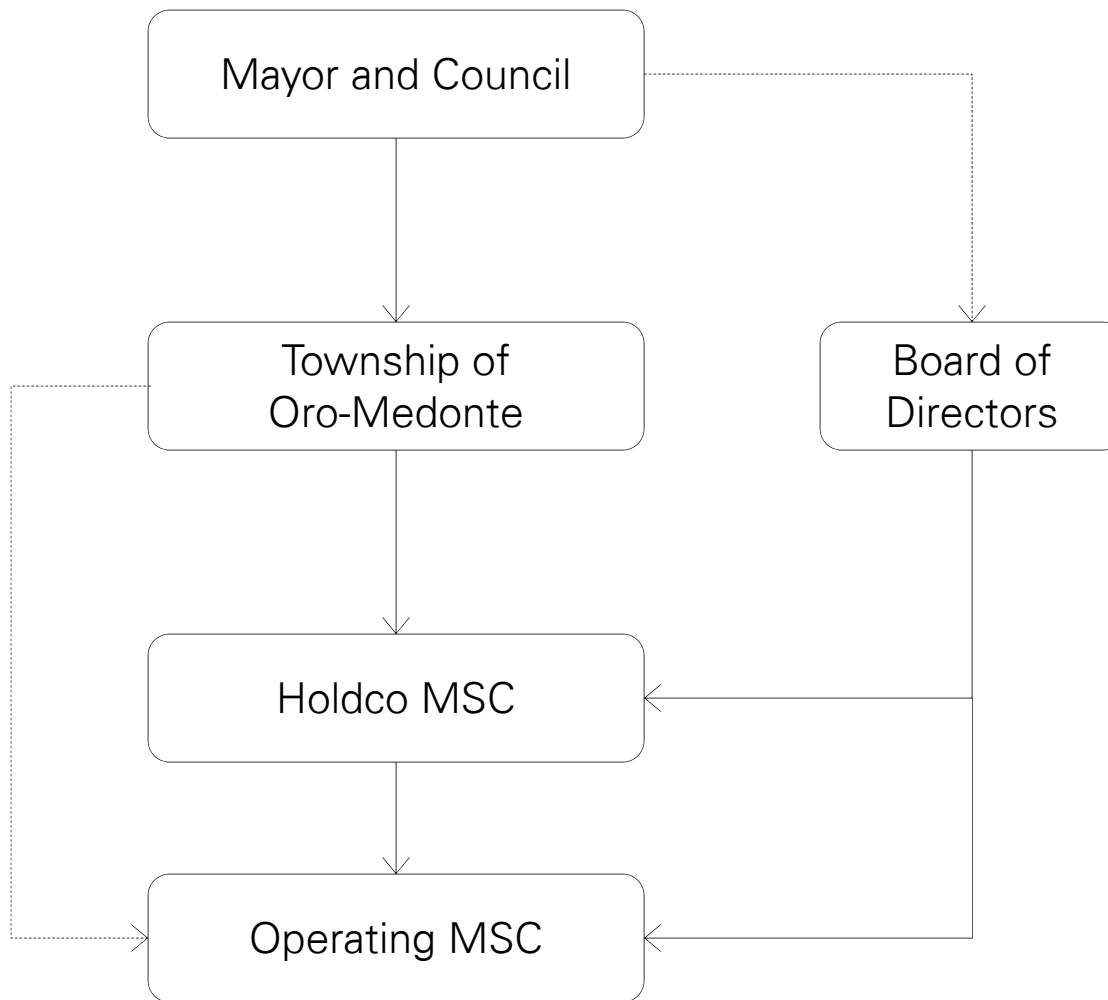 Mayor and Council
Township of
Oro-Medonte
Board of
Directors
Holdco MSC
Operating MSC